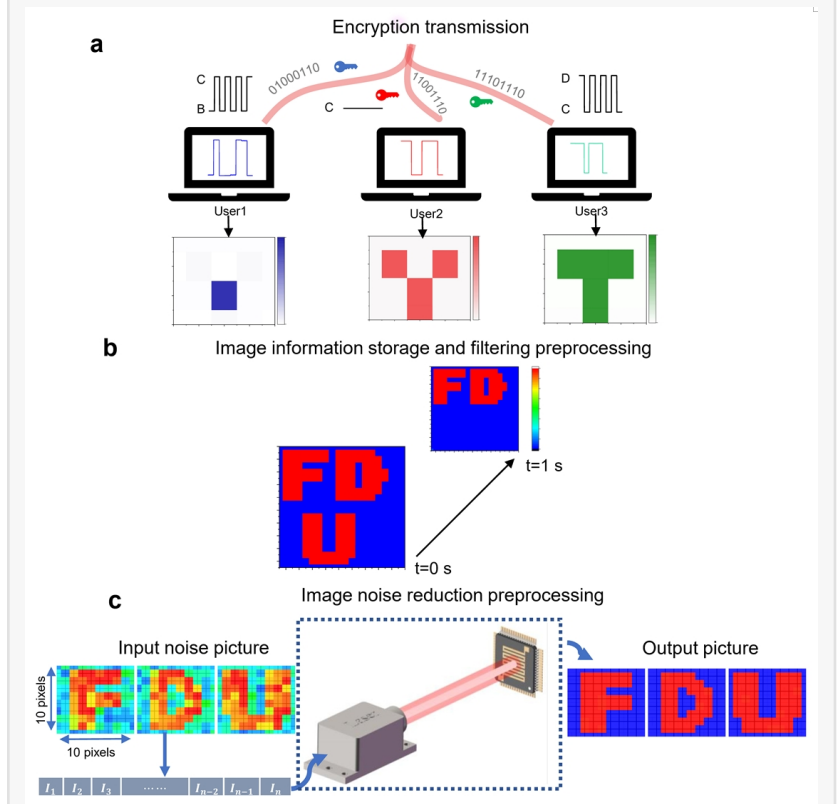 Encryption transmission
a
C
B
01000110
C
11001110
11101110
D
C
User1
User2
User3
b
Image information storage and filtering preprocessing
FD
t=1 s
FD
U
t=0 s
c
Image noise reduction preprocessing
Input noise picture
Output picture
10 pixels
F D U
F D U
10 pixels
I₁ I₂ I₃ ...... Iₙ₋₂ Iₙ₋₁ Iₙ